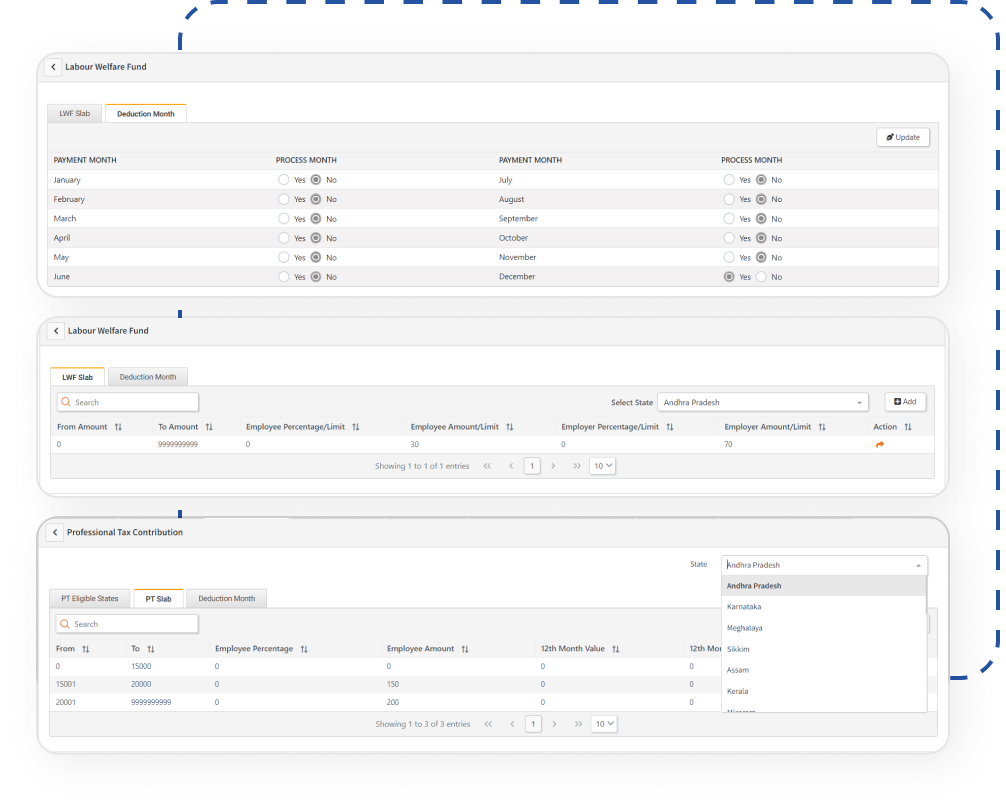 Labour Welfare Fund
LWF Slab Deduction Month
Update
PAYMENT MONTH PROCESS MONTH PAYMENT MONTH PROCESS MONTH
January Yes No July Yes No
February Yes No August Yes No
March Yes No September Yes No
April Yes No October Yes No
May Yes No November Yes No
June Yes No December Yes No
Labour Welfare Fund
LWF Slab Deduction Month
Search Select State Andhra Pradesh Add
From Amount To Amount Employee Percentage/Limit Employee Amount/Limit Employer Percentage/Limit Employer Amount/Limit Action
0 9999999999 0 30 0 70
Showing 1 to 1 of 1 entries 1 10
Professional Tax Contribution
State Andhra Pradesh
Andhra Pradesh
PT Eligible States PT Slab Deduction Month
Karnataka
Search
Meghalaya
From To Employee Percentage Employee Amount 12th Month Value 12th Mo
Sikkim
0 15000 0 0 0 0
Assam
15001 20000 0 150 0 0
Kerala
20001 9999999999 0 200 0 0
Showing 1 to 3 of 3 entries 1 10